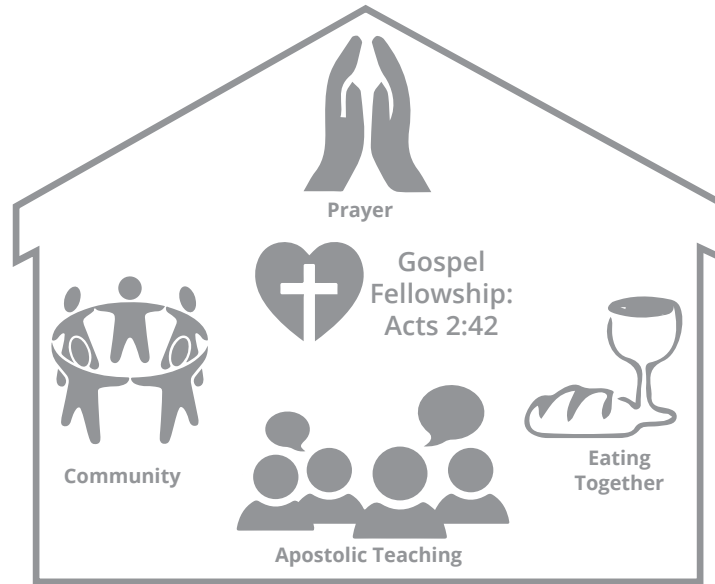 Prayer
Gospel
Fellowship:
Acts 2:42
Community
Eating
Together
Apostolic Teaching